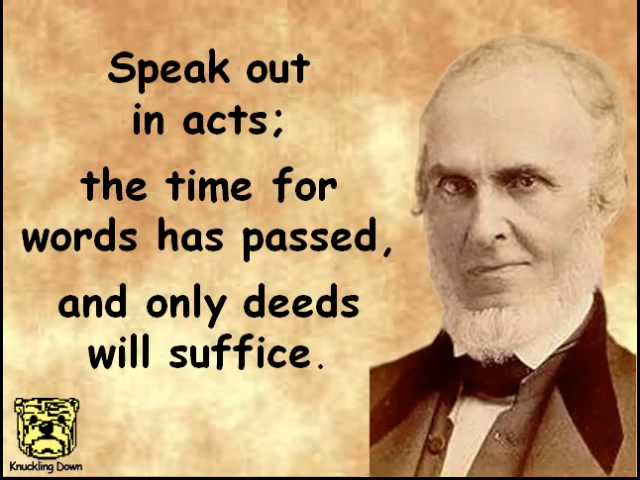 Speak out
in acts;
the time for
words has passed,
and only deeds
will suffice.
Knuckling Down